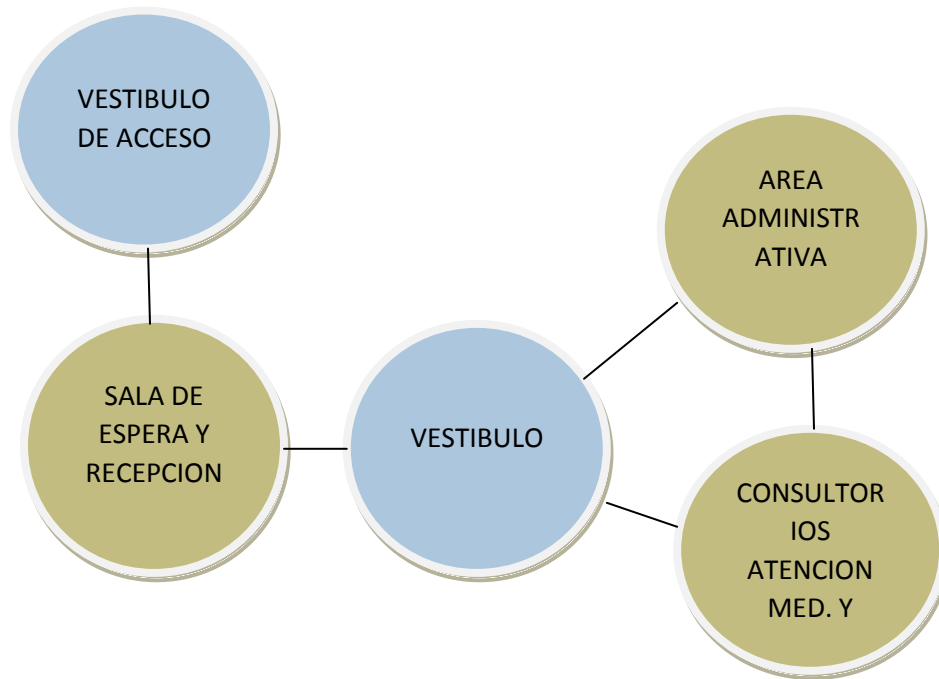 VESTIBULO
DE ACCESO
AREA
ADMINISTR
ATIVA
SALA DE
ESPERA Y
RECEPCION
VESTIBULO
CONSULTOR
IOS
ATENCION
MED. Y